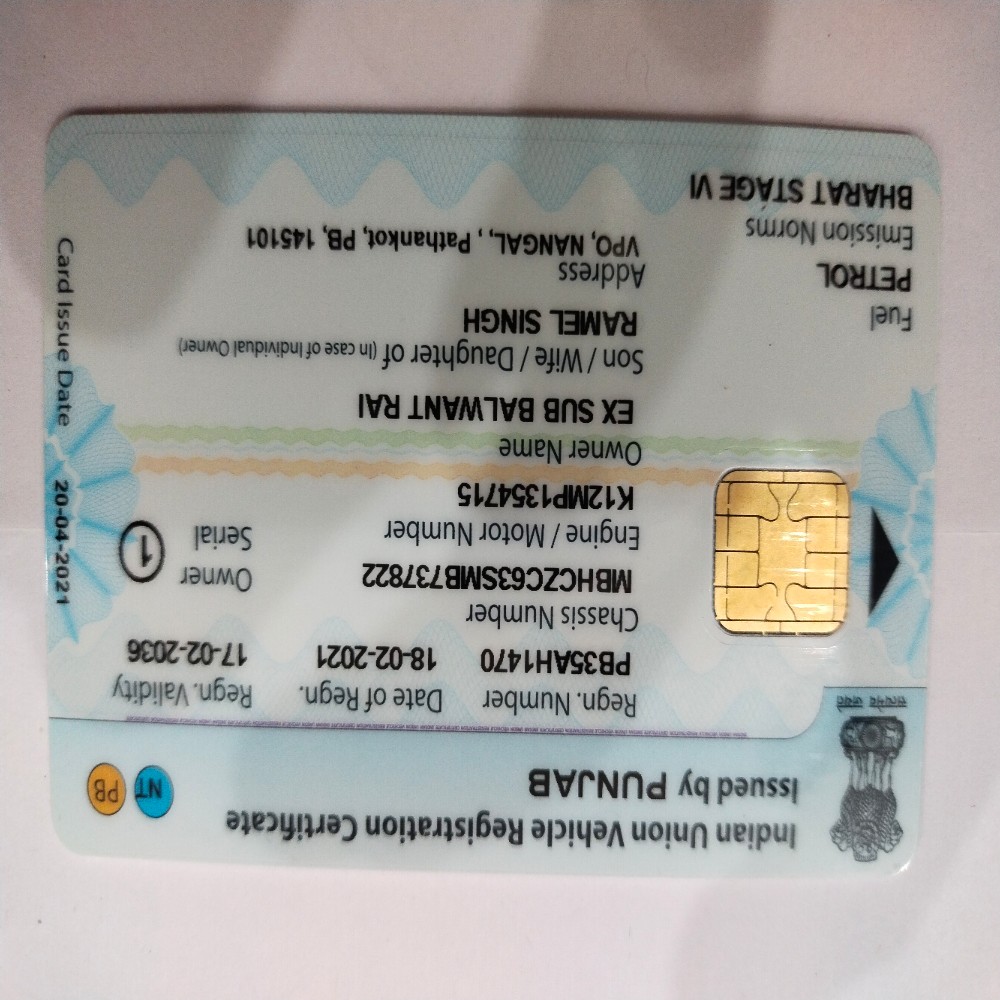 Indian Union Vehicle Registration Certificate
Issued by PUNJAB
NT PB
सत्यमेव जयते
Regn. Number Date of Regn. Regn. Validity
PB35AH1470 18-02-2021 17-02-2036
Chassis Number
MBHCZC63SMB737822
Owner Serial 1
Engine / Motor Number
K12MP1354715
Owner Name
EX SUB BALWANT RAI
Son / Wife / Daughter of (In case of Individual Owner)
RAMEL SINGH
Address
VPO, NANGAL, , Pathankot, PB, 145101
Fuel
PETROL
Emission Norms
BHARAT STAGE VI
Card Issue Date 20-04-2021